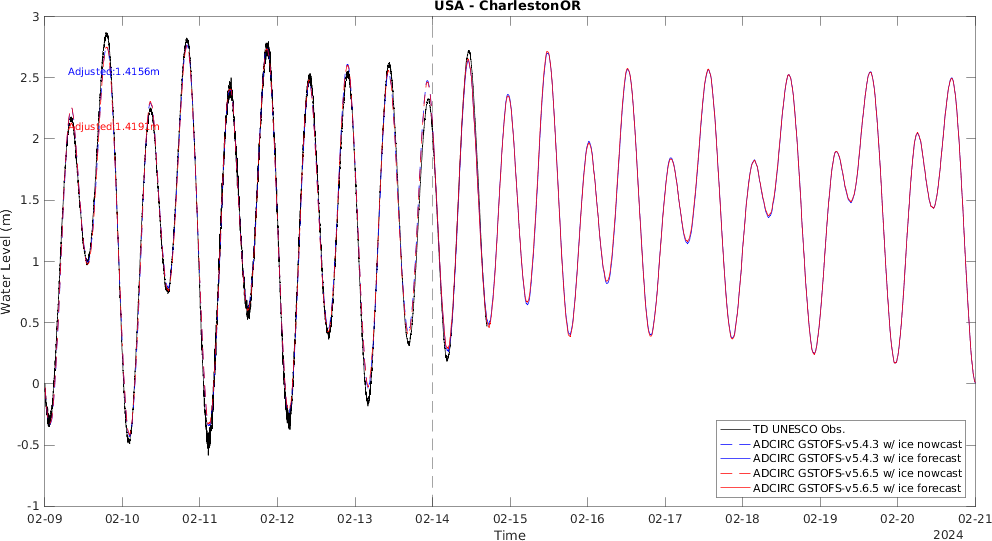 USA - CharlestonOR
3
2.5
2
1.5
1
0.5
0
-0.5
-1
Water Level (m)
Adjusted:1.4156m
Adjusted:1.4191m
TD UNESCO Obs.
ADCIRC GSTOFS-v5.4.3 w/ ice nowcast
ADCIRC GSTOFS-v5.4.3 w/ ice forecast
ADCIRC GSTOFS-v5.6.5 w/ ice nowcast
ADCIRC GSTOFS-v5.6.5 w/ ice forecast
02-09 02-10 02-11 02-12 02-13 02-14 02-15 02-16 02-17 02-18 02-19 02-20 02-21
Time
2024